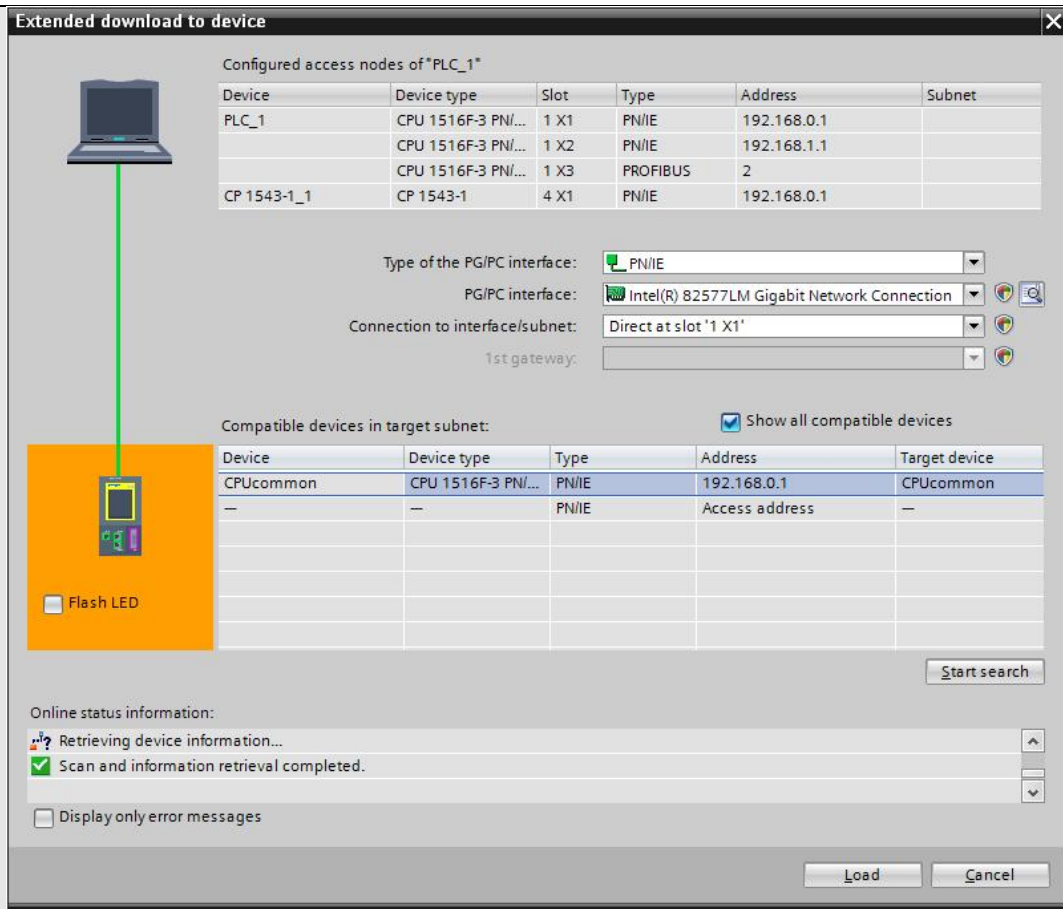 Extended download to device
Configured access nodes of "PLC_1"
Device Device type Slot Type Address Subnet
PLC_1 CPU 1516F-3 PN/... 1 X1 PN/IE 192.168.0.1
CPU 1516F-3 PN/... 1 X2 PN/IE 192.168.1.1
CPU 1516F-3 PN/... 1 X3 PROFIBUS 2
CP 1543-1_1 CP 1543-1 4 X1 PN/IE 192.168.0.1
Type of the PG/PC interface: PN/IE
PG/PC interface: Intel(R) 82577LM Gigabit Network Connection
Connection to interface/subnet: Direct at slot '1 X1'
1st gateway:
Compatible devices in target subnet: Show all compatible devices
Device Device type Type Address Target device
CPUcommon CPU 1516F-3 PN/... PN/IE 192.168.0.1 CPUcommon
— — PN/IE Access address —
Flash LED
Start search
Online status information:
Retrieving device information...
Scan and information retrieval completed.
Display only error messages
Load Cancel